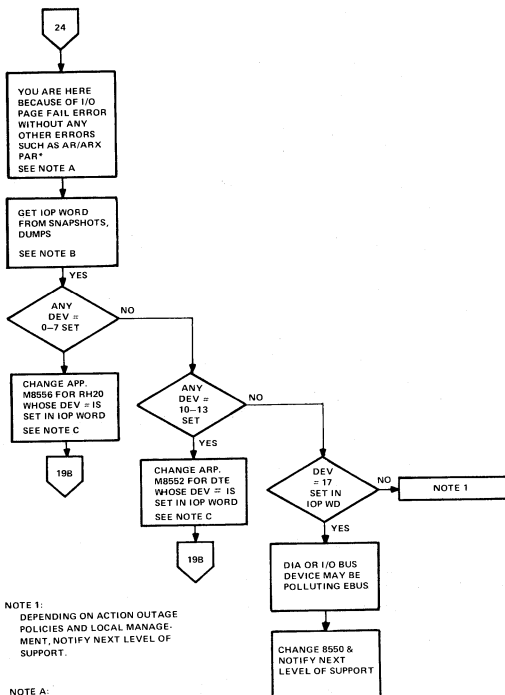 24
YOU ARE HERE
BECAUSE OF I/O
PAGE FAIL ERROR
WITHOUT ANY
OTHER ERRORS
SUCH AS AR/ARX
PAR*
SEE NOTE A
GET IOP WORD
FROM SNAPSHOTS,
DUMPS
SEE NOTE B
YES
ANY
DEV =
0–7 SET
NO
CHANGE APP.
M8556 FOR RH20
WHOSE DEV = IS
SET IN IOP WORD
SEE NOTE C
19B
ANY
DEV =
10–13
SET
NO
YES
CHANGE ARP.
M8552 FOR DTE
WHOSE DEV = IS
SET IN IOP WORD
SEE NOTE C
19B
DEV
= 17
SET IN
IOP WD
NO
NOTE 1
YES
DIA OR I/O BUS
DEVICE MAY BE
POLLUTING EBUS
CHANGE 8550 &
NOTIFY NEXT
LEVEL OF SUPPORT
NOTE 1:
DEPENDING ON ACTION OUTAGE
POLICIES AND LOCAL MANAGE-
MENT, NOTIFY NEXT LEVEL OF
SUPPORT.
NOTE A: